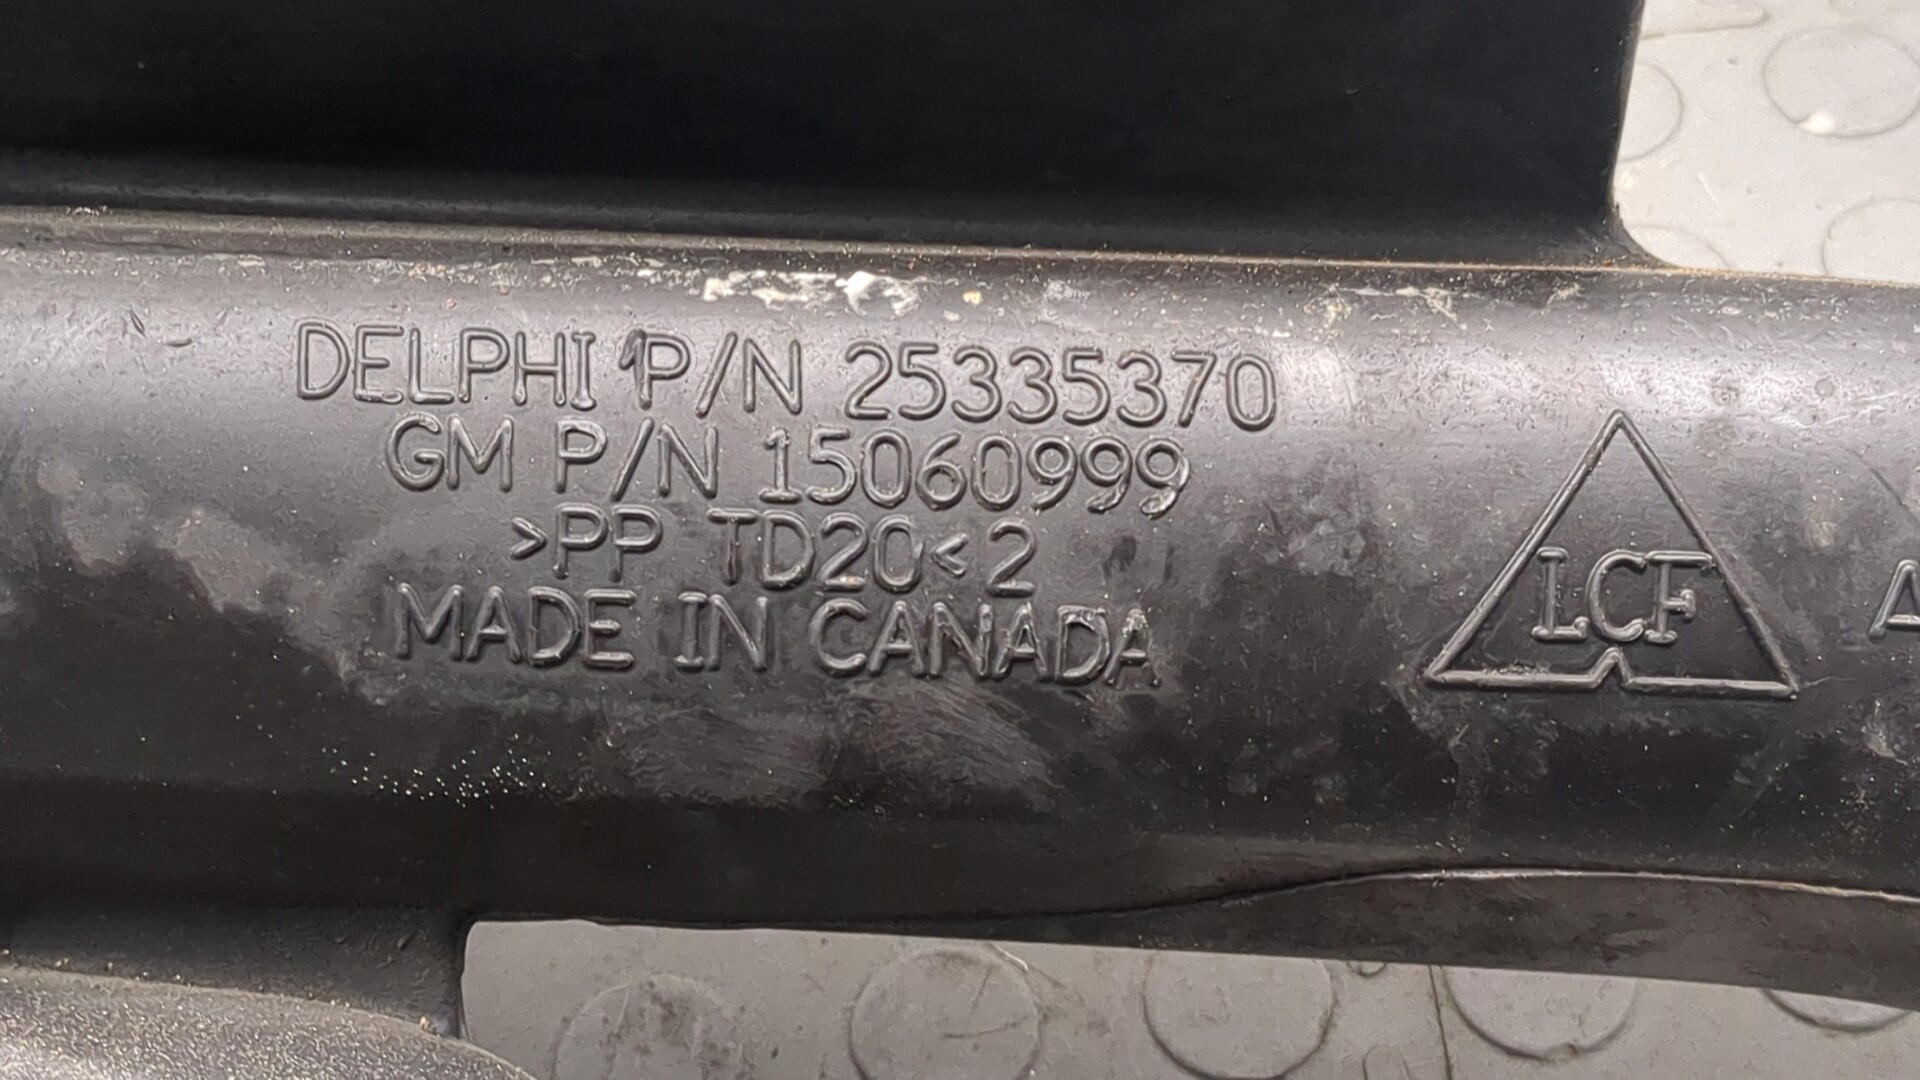 DELPHI P/N 25335370
GM P/N 15060999
>PP TD20<2
MADE IN CANADA
LCF